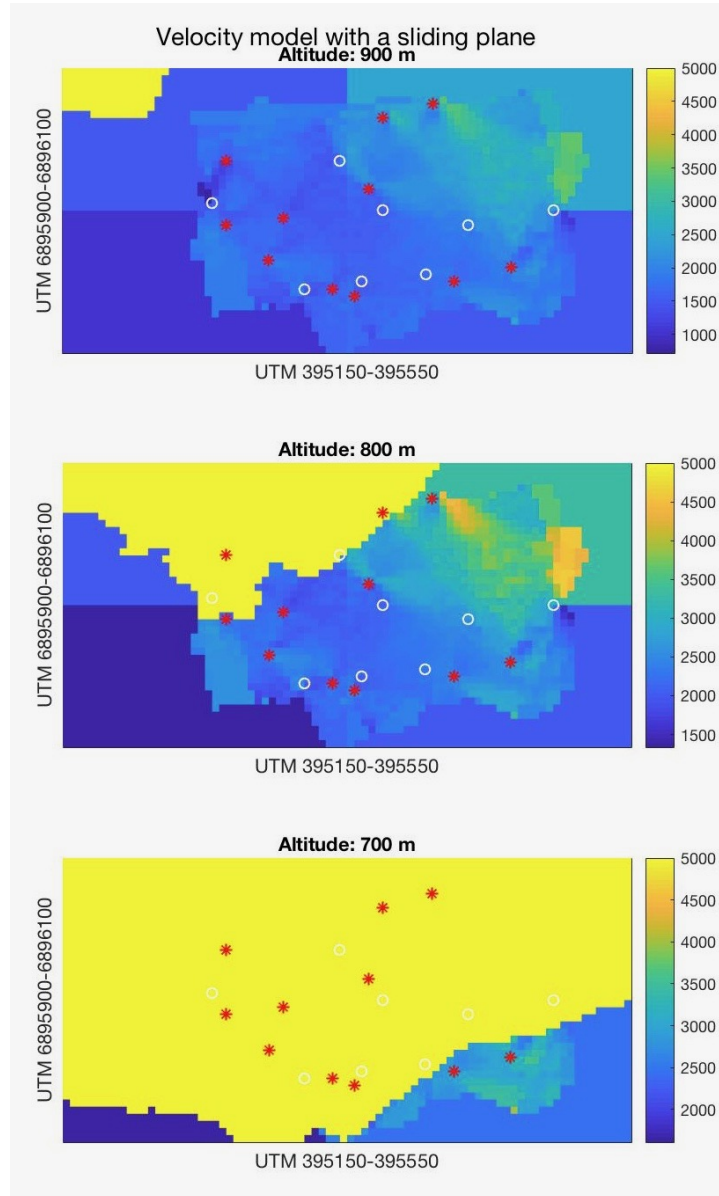 Velocity model with a sliding plane
Altitude: 900 m
UTM 6895900-6896100
5000
4500
4000
3500
3000
2500
2000
1500
1000
UTM 395150-395550
Altitude: 800 m
UTM 6895900-6896100
5000
4500
4000
3500
3000
2500
2000
1500
UTM 395150-395550
Altitude: 700 m
UTM 6895900-6896100
5000
4500
4000
3500
3000
2500
2000
UTM 395150-395550